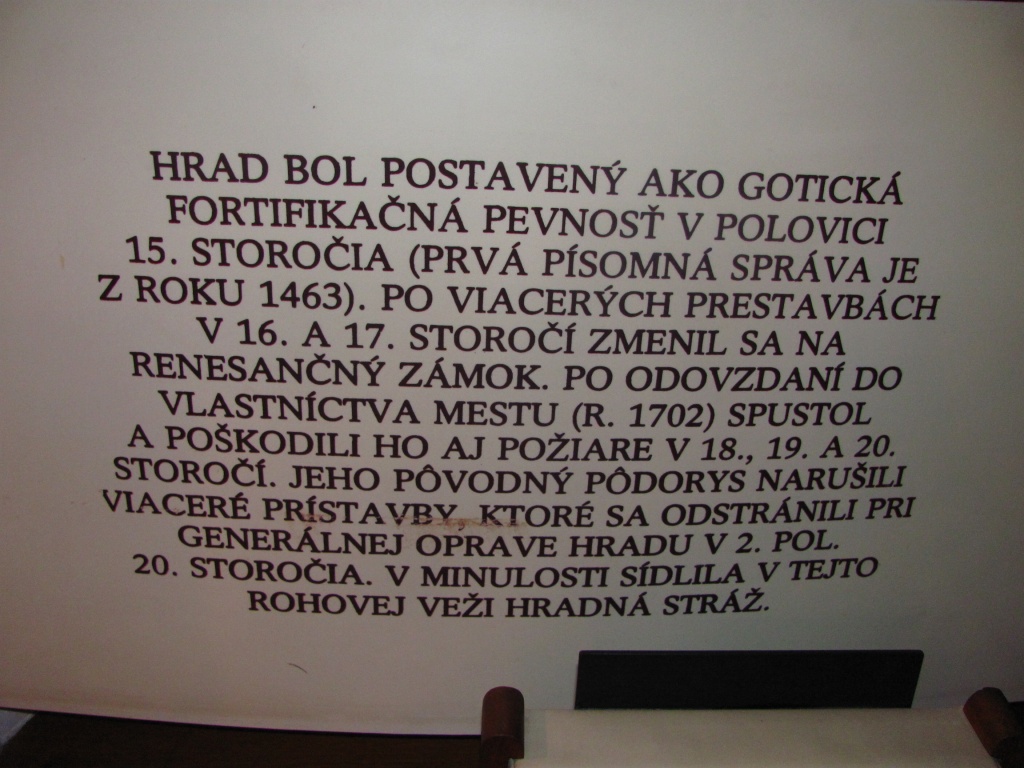 HRAD BOL POSTAVENÝ AKO GOTICKÁ
FORTIFIKAČNÁ PEVNOSŤ V POLOVICI
15. STOROČIA (PRVÁ PÍSOMNÁ SPRÁVA JE
Z ROKU 1463). PO VIACERÝCH PRESTAVBÁCH
V 16. A 17. STOROČÍ ZMENIL SA NA
RENESANČNÝ ZÁMOK. PO ODOVZDANÍ DO
VLASTNÍCTVA MESTU (R. 1702) SPUSTOL
A POŠKODILI HO AJ POŽIARE V 18., 19. A 20.
STOROČÍ. JEHO PÔVODNÝ PÔDORYS NARUŠILI
VIACERÉ PRÍSTAVBY, KTORÉ SA ODSTRÁNILI PRI
GENERÁLNEJ OPRAVE HRADU V 2. POL.
20. STOROČIA. V MINULOSTI SÍDLILA V TEJTO
ROHOVEJ VEŽI HRADNÁ STRÁŽ.